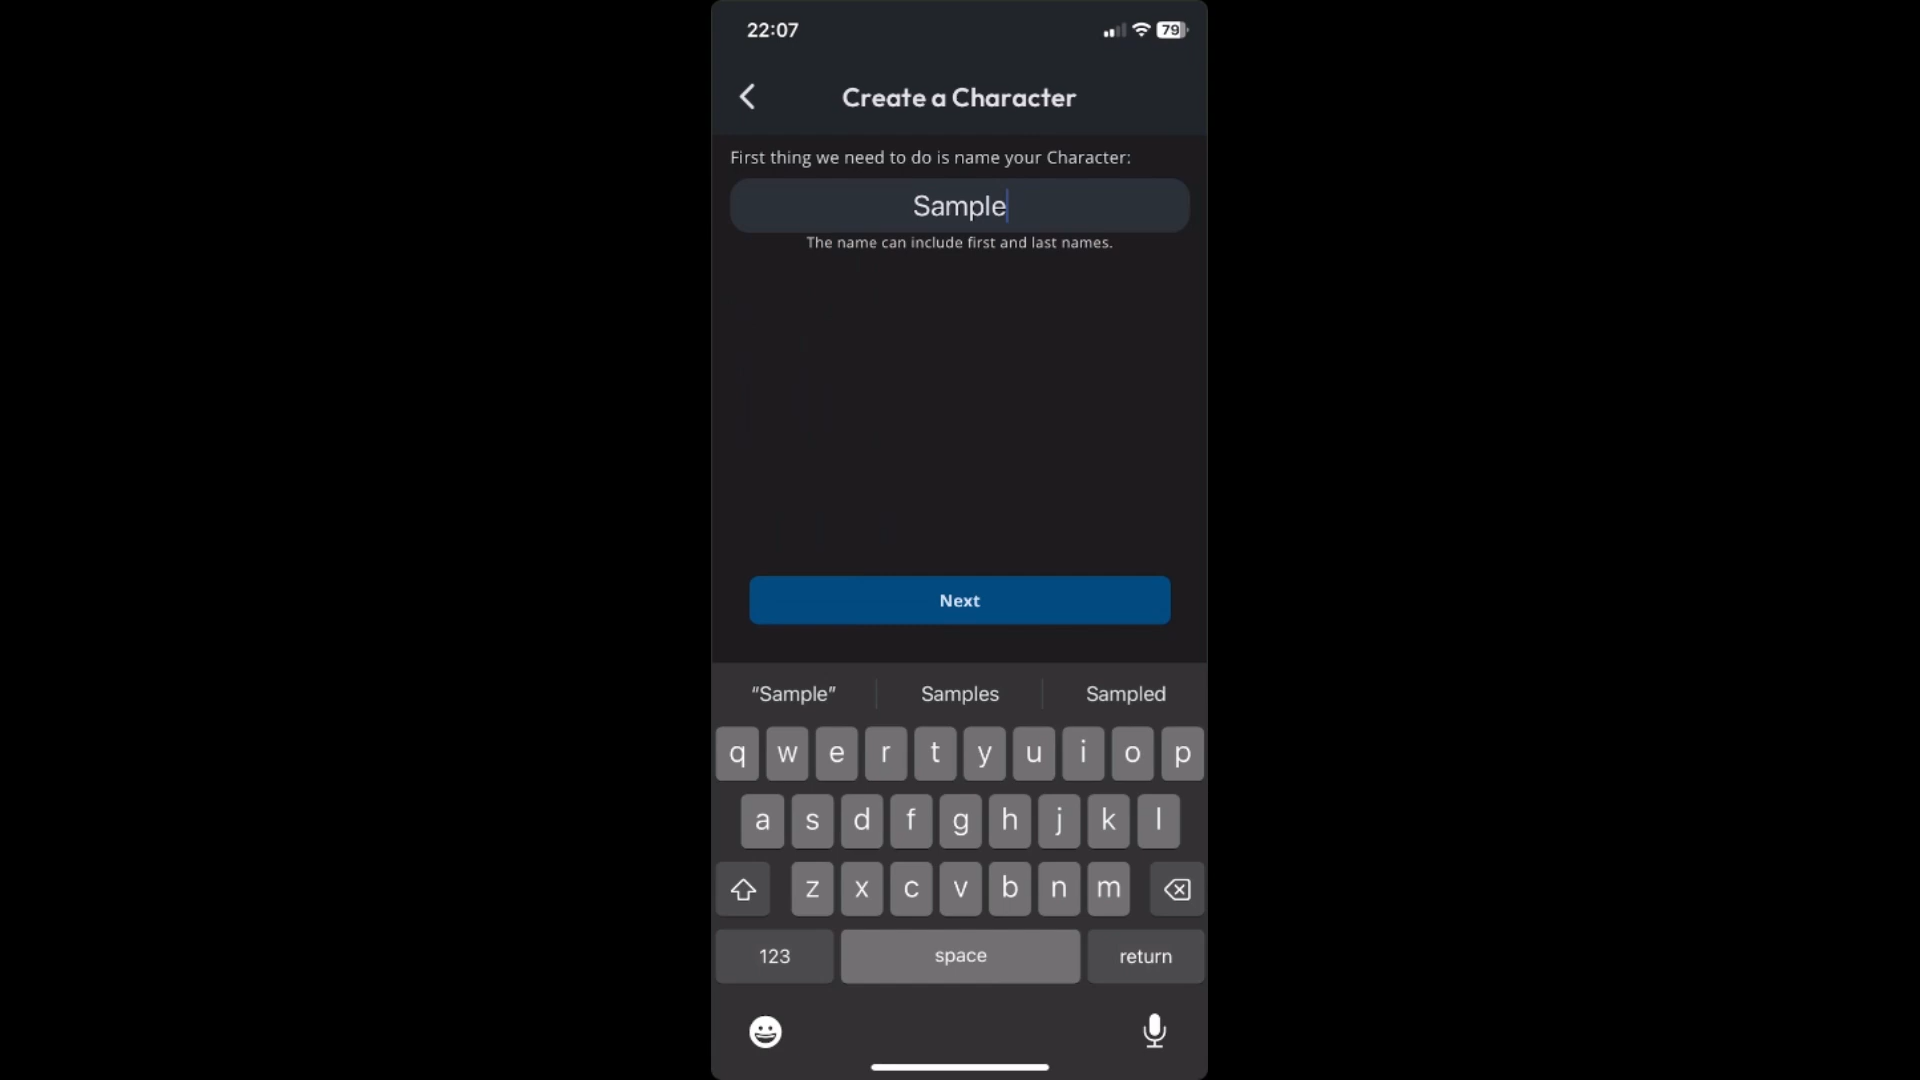 22:07
79
Create a Character
First thing we need to do is name your Character:
Sample
The name can include first and last names.
Next
“Sample” Samples Sampled
q w e r t y u i o p
a s d f g h j k l
z x c v b n m
123 space return